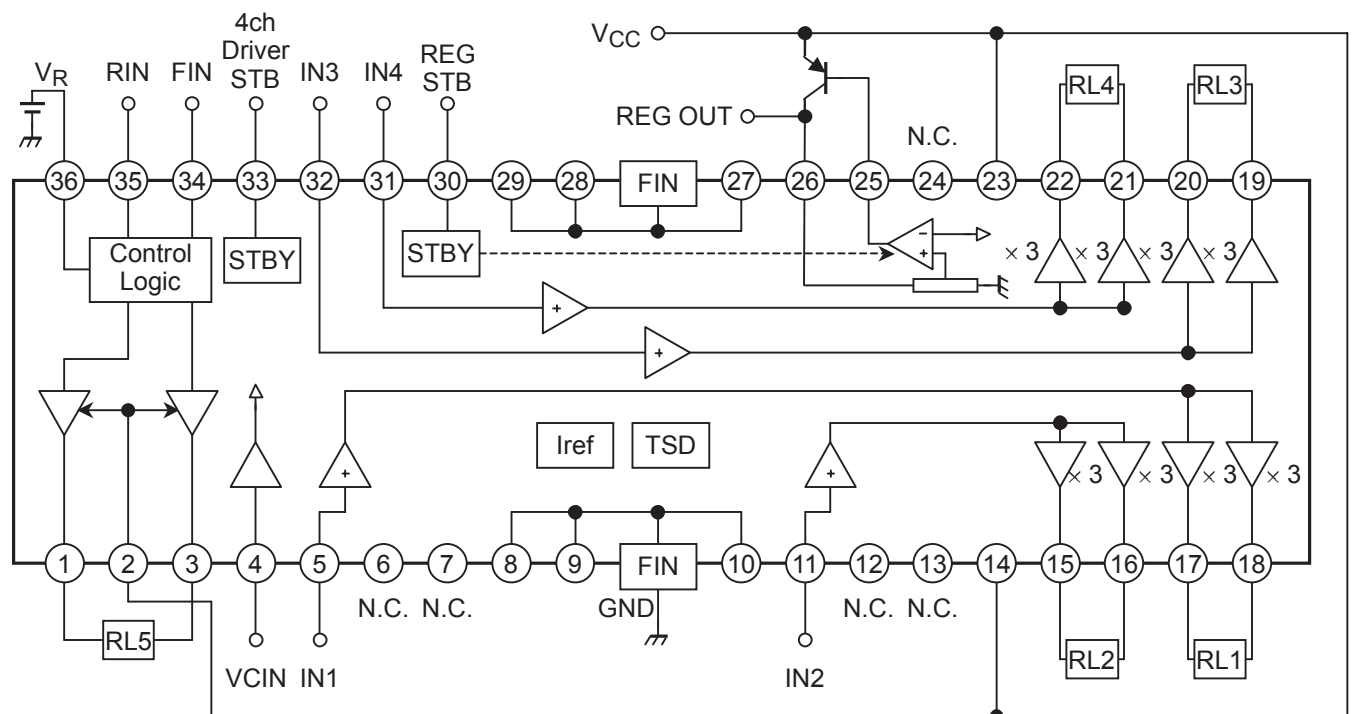 4ch
Driver
STB
V_R RIN FIN IN3 IN4 REG
STB
V_CC
REG OUT
N.C.
RL4 RL3
36 35 34 33 32 31 30 29 28 FIN 27 26 25 24 23 22 21 20 19
Control
Logic
STBY STBY
− +
× 3 × 3 × 3 × 3
+
+
Iref TSD
+ +
× 3 × 3 × 3 × 3
1 2 3 4 5 6 7 8 9 FIN 10 11 12 13 14 15 16 17 18
N.C. N.C. GND N.C. N.C.
RL5 RL2 RL1
VCIN IN1 IN2